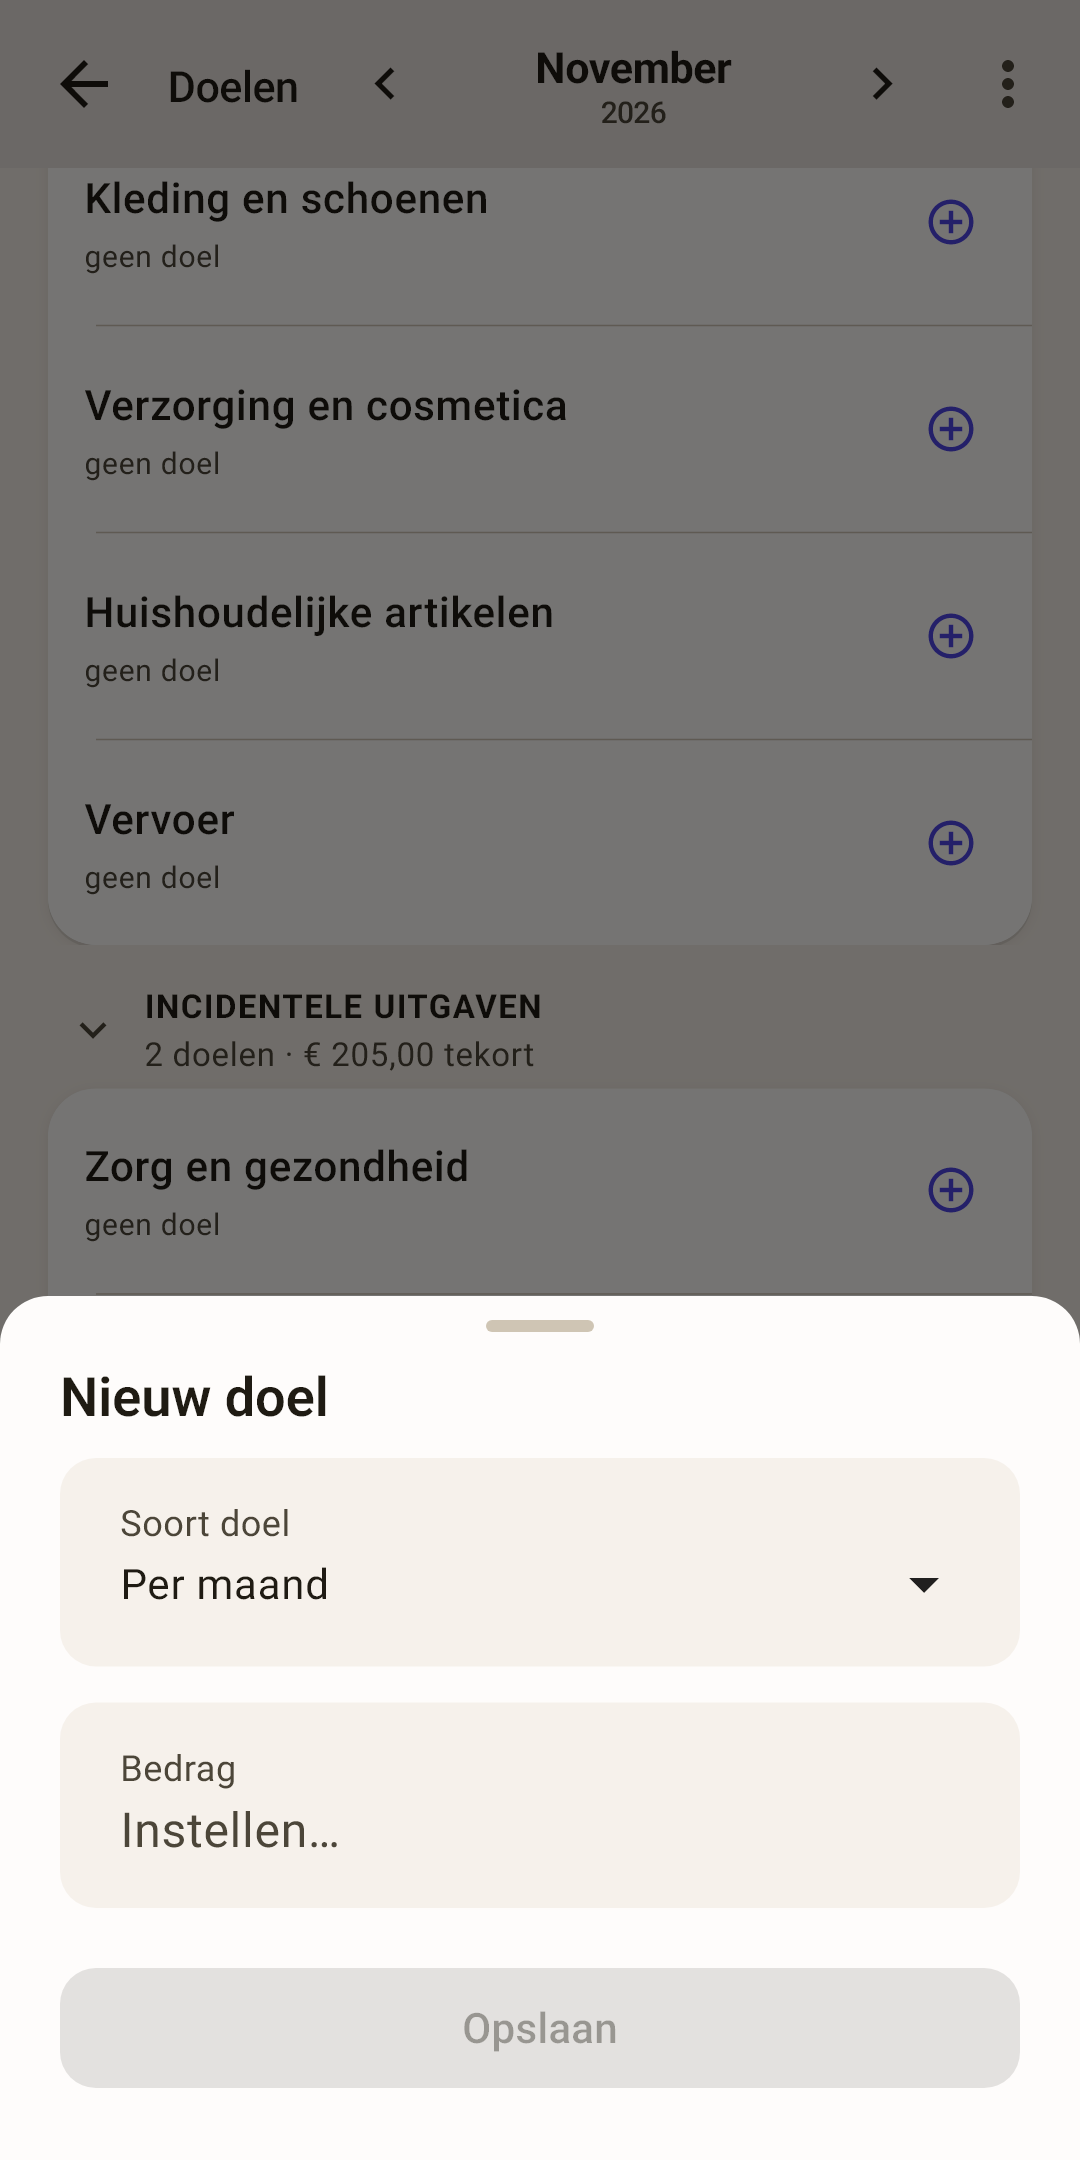 Doelen
November
2026
Kleding en schoenen
geen doel
Verzorging en cosmetica
geen doel
Huishoudelijke artikelen
geen doel
Vervoer
geen doel
INCIDENTELE UITGAVEN
2 doelen · € 205,00 tekort
Zorg en gezondheid
geen doel
Nieuw doel
Soort doel
Per maand
Bedrag
Instellen…
Opslaan